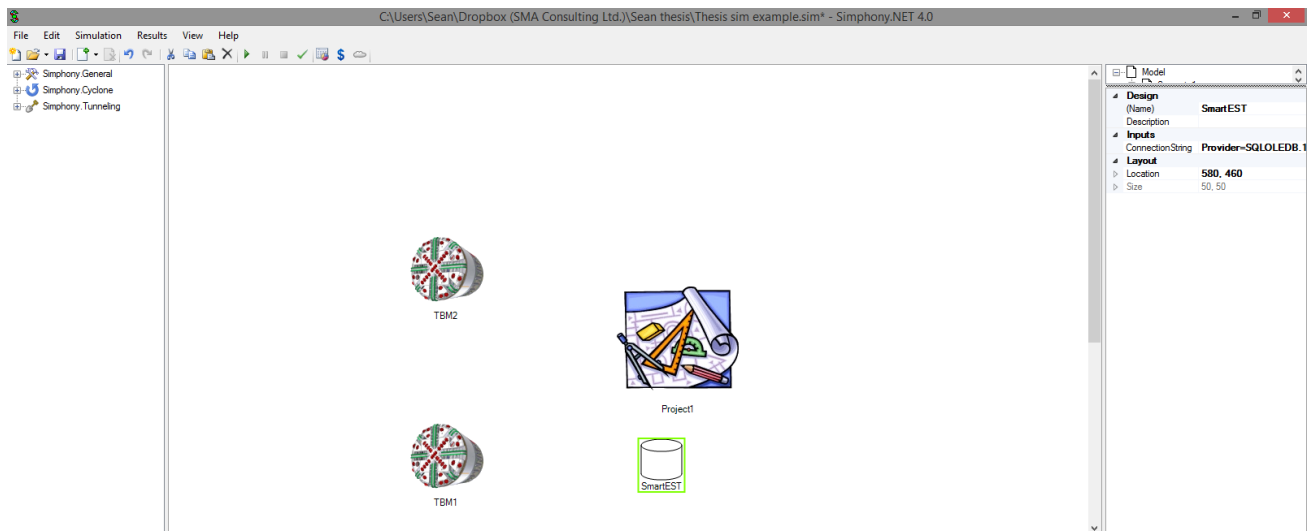 C:\Users\Sean\Dropbox (SMA Consulting Ltd.)\Sean thesis\Thesis sim example.sim* - Simphony.NET 4.0
File Edit Simulation Results View Help
Simphony.General
Simphony.Cyclone
Simphony.Tunneling
TBM2
Project1
SmartEST
TBM1
Model
Design
(Name) SmartEST
Description
Inputs
ConnectionString Provider=SQLOLEDB.1
Layout
Location 580, 460
Size 50, 50